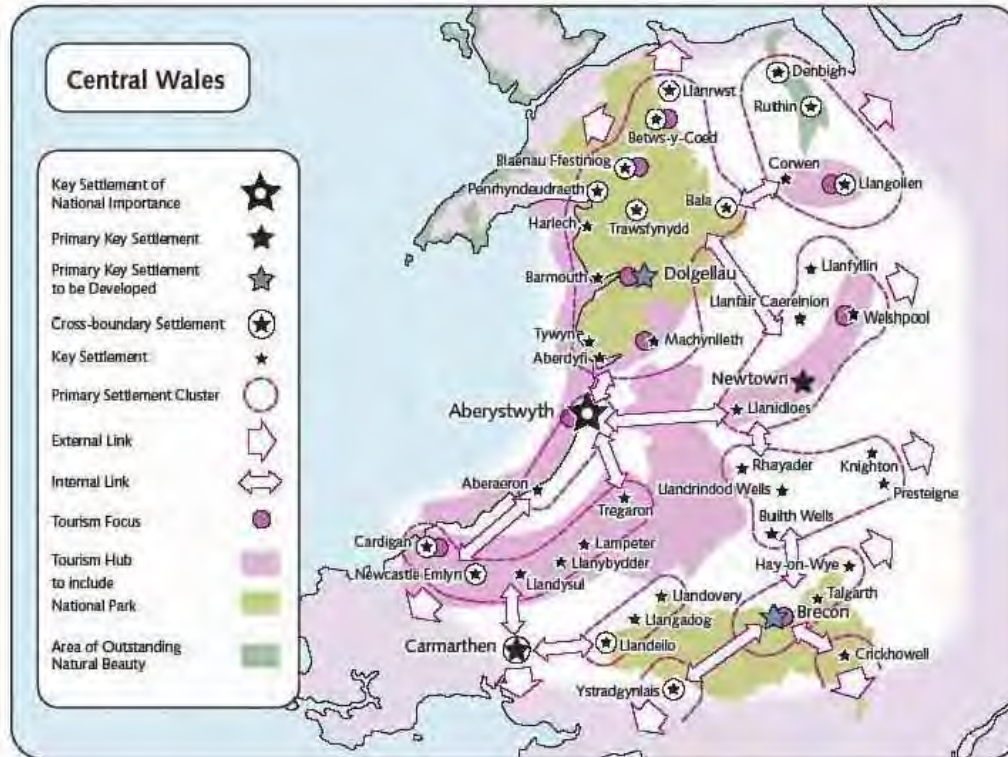 Central Wales
Key Settlement of
National Importance
Primary Key Settlement
Primary Key Settlement
to be Developed
Cross-boundary Settlement
Key Settlement
Primary Settlement Cluster
External Link
Internal Link
Tourism Focus
Tourism Hub
to include
National Park
Area of Outstanding
Natural Beauty
Denbigh
Llanrwst
Ruthin
Betws-y-Coed
Blaenau Ffestiniog
Corwen
Llangollen
Penrhyndeudraeth
Bala
Harlech
Trawsfynydd
Barmouth
Dolgellau
Llanfyllin
Llanfair Caereinion
Welshpool
Tywyn
Machynlleth
Aberdyfi
Newtown
Aberystwyth
Llanidloes
Rhayader
Knighton
Aberaeron
Tregaron
Llandrindod Wells
Presteigne
Builth Wells
Cardigan
Lampeter
Newcastle Emlyn
Llanybydder
Llandysul
Hay-on-Wye
Llandovery
Talgarth
Llangadog
Brecon
Carmarthen
Llandeilo
Crickhowell
Ystradgynlais